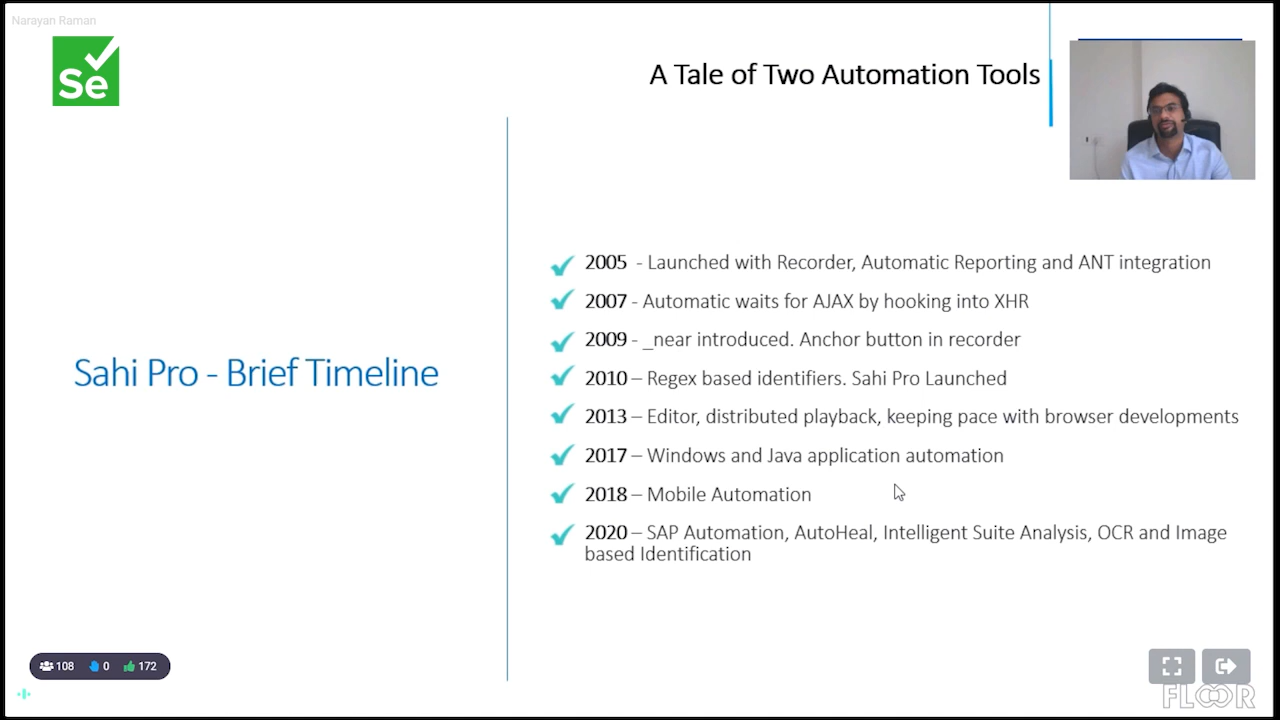 Narayan Raman
Se
A Tale of Two Automation Tools
Sahi Pro - Brief Timeline
2005 - Launched with Recorder, Automatic Reporting and ANT integration
2007 - Automatic waits for AJAX by hooking into XHR
2009 - _near introduced. Anchor button in recorder
2010 – Regex based identifiers. Sahi Pro Launched
2013 – Editor, distributed playback, keeping pace with browser developments
2017 – Windows and Java application automation
2018 – Mobile Automation
2020 – SAP Automation, AutoHeal, Intelligent Suite Analysis, OCR and Image
based Identification
108 0 172
FLOOR